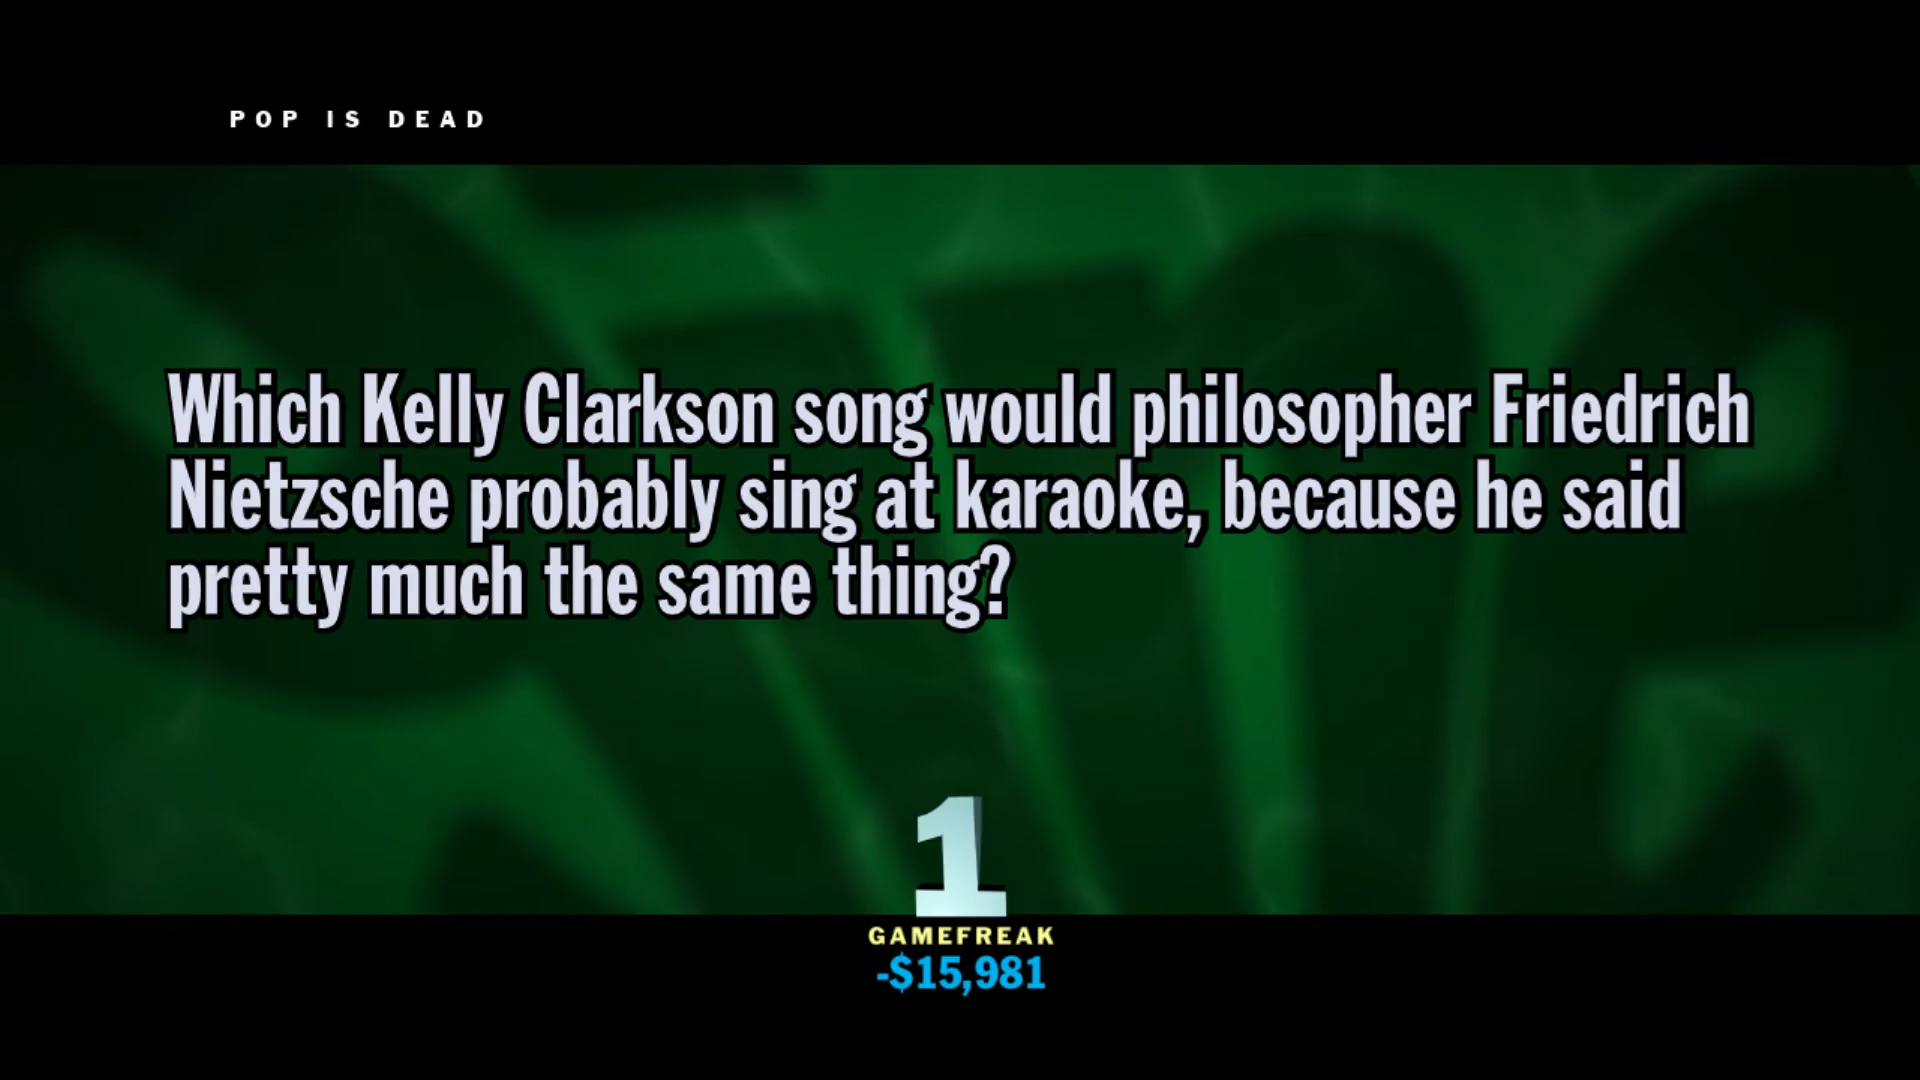 POP IS DEAD
Which Kelly Clarkson song would philosopher Friedrich
Nietzsche probably sing at karaoke, because he said
pretty much the same thing?
1
GAMEFREAK
-$15,981